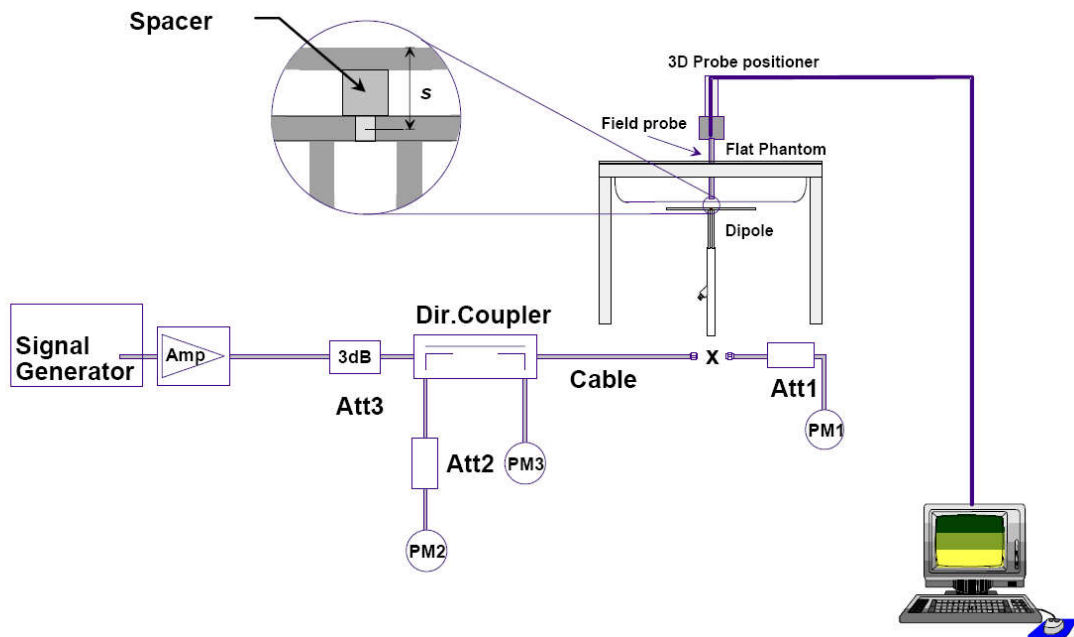 Spacer
s
3D Probe positioner
Field probe
Flat Phantom
Dipole
Dir.Coupler
Signal
Generator
Amp
3dB
Att3
Cable
x
Att1
PM1
Att2
PM3
PM2